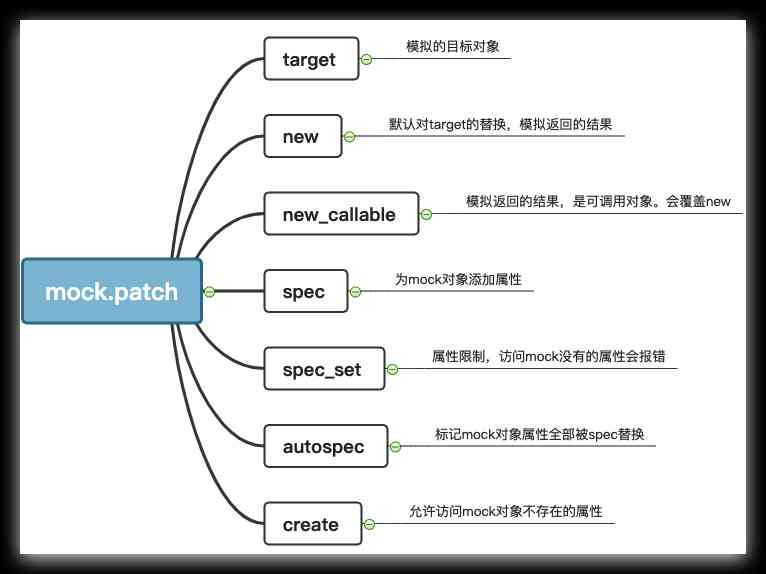 target
模拟的目标对象
new
默认对target的替换，模拟返回的结果
new_callable
模拟返回的结果，是可调用对象。会覆盖new
mock.patch
spec
为mock对象添加属性
spec_set
属性限制，访问mock没有的属性会报错
autospec
标记mock对象属性全部被spec替换
create
允许访问mock对象不存在的属性